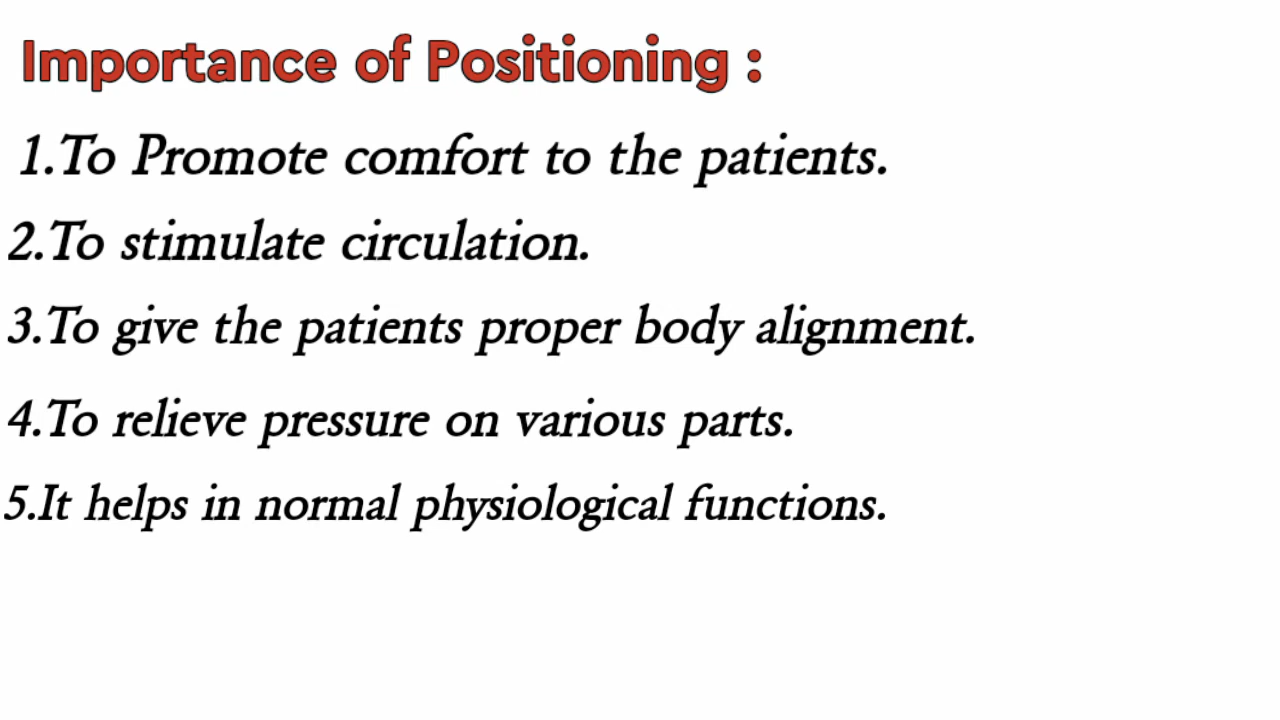 Importance of Positioning :
1.To Promote comfort to the patients.
2.To stimulate circulation.
3.To give the patients proper body alignment.
4.To relieve pressure on various parts.
5.It helps in normal physiological functions.